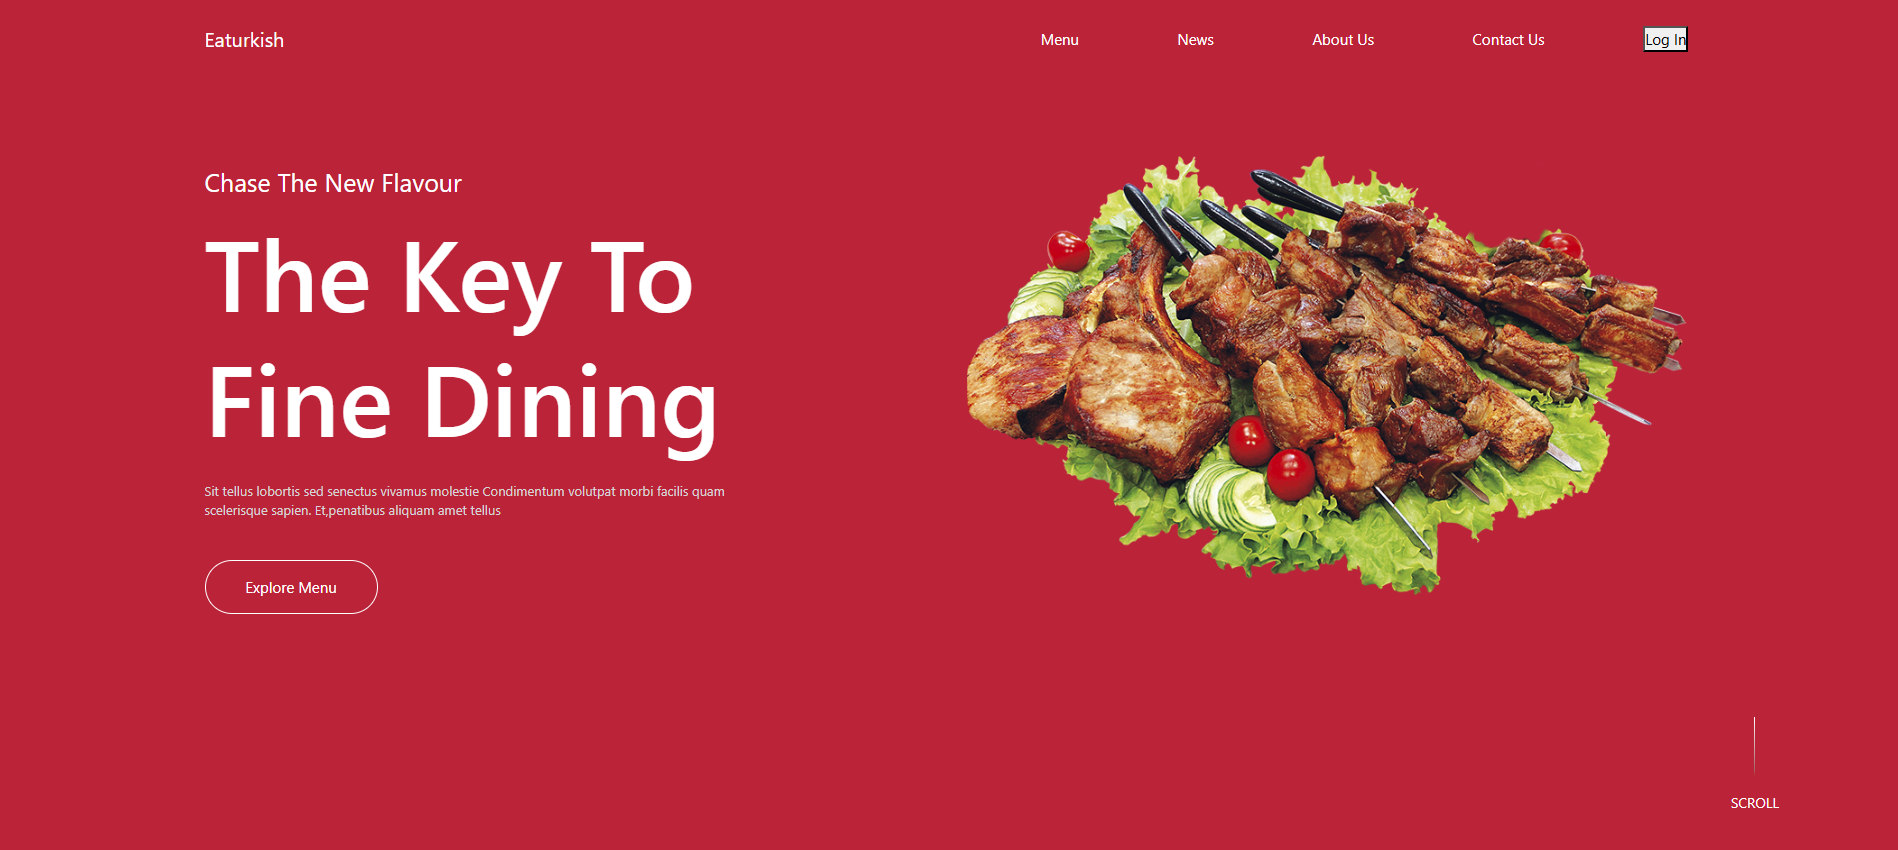 Eaturkish
Menu
News
About Us
Contact Us
Log In
Chase The New Flavour
The Key To
Fine Dining
Sit tellus lobortis sed senectus vivamus molestie Condimentum volutpat morbi facilis quam
scelerisque sapien. Et,penatibus aliquam amet tellus
Explore Menu
SCROLL